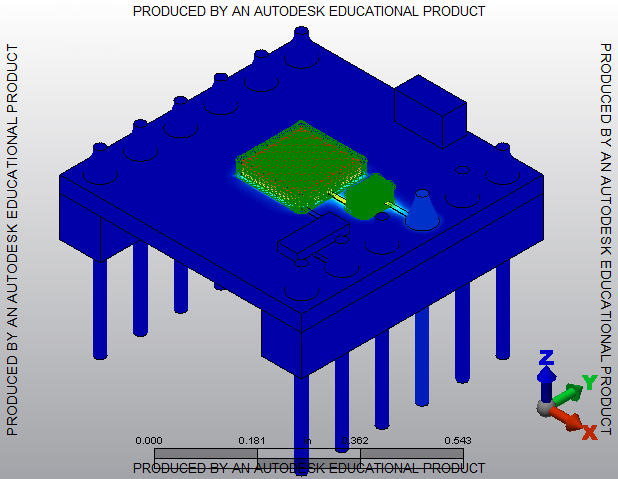 PRODUCED BY AN AUTODESK EDUCATIONAL PRODUCT
PRODUCED BY AN AUTODESK EDUCATIONAL PRODUCT
PRODUCED BY AN AUTODESK EDUCATIONAL PRODUCT
Z
Y
X
0.000 0.181 in 0.362 0.543
PRODUCED BY AN AUTODESK EDUCATIONAL PRODUCT